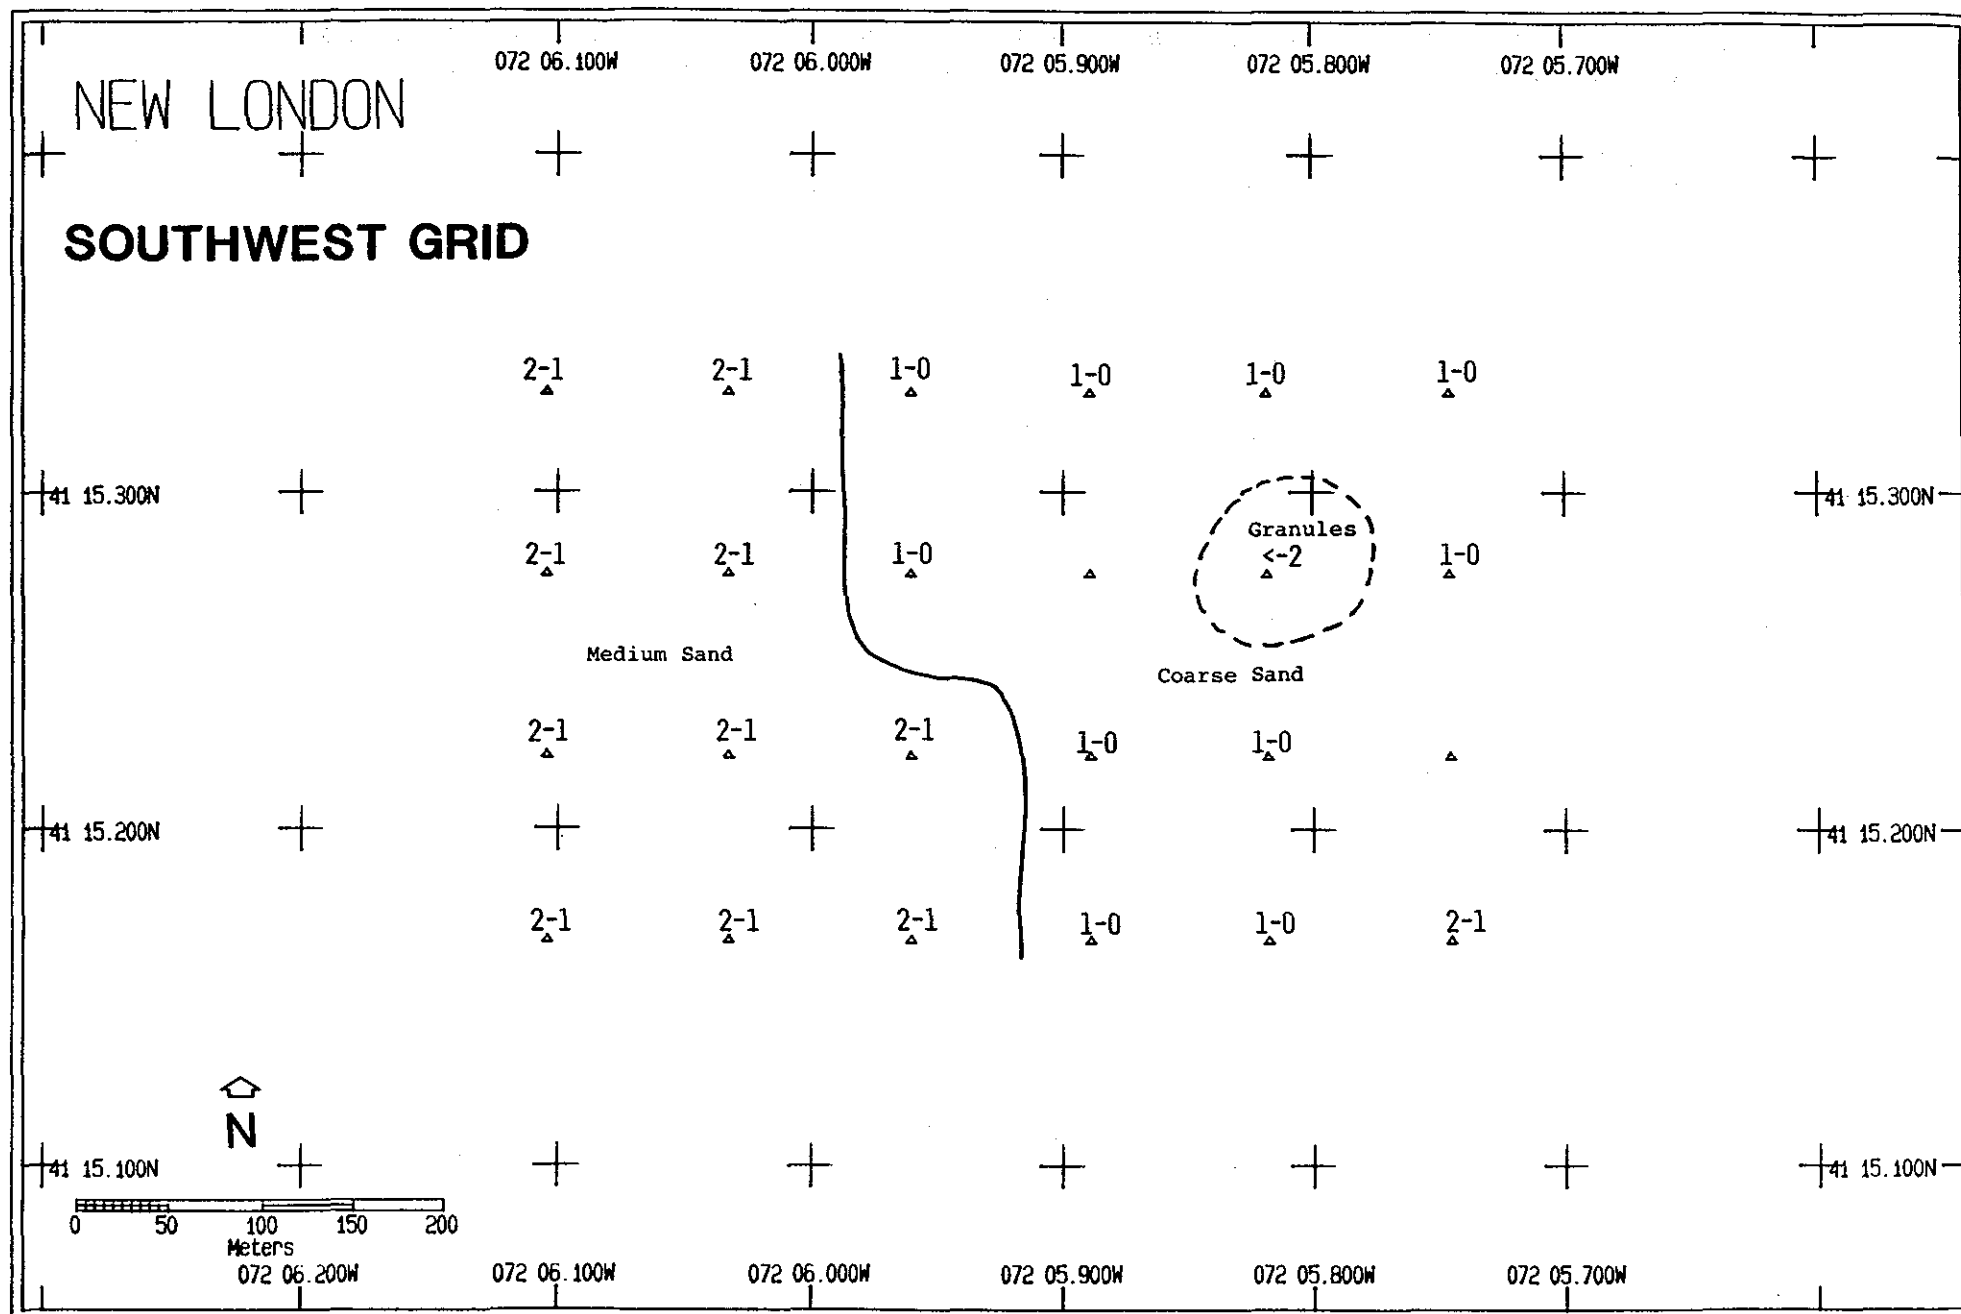 072 06.100W 072 06.000W 072 05.900W 072 05.800W 072 05.700W
NEW LONDON
SOUTHWEST GRID
2-1 2-1 1-0 1-0 1-0 1-0
41 15.300N 41 15.300N
Granules
2-1 2-1 1-0 <-2 1-0
Medium Sand
Coarse Sand
2-1 2-1 2-1 1-0 1-0
41 15.200N 41 15.200N
2-1 2-1 2-1 1-0 1-0 2-1
N
41 15.100N 41 15.100N
0 50 100 150 200
Meters
072 06.200W 072 06.100W 072 06.000W 072 05.900W 072 05.800W 072 05.700W